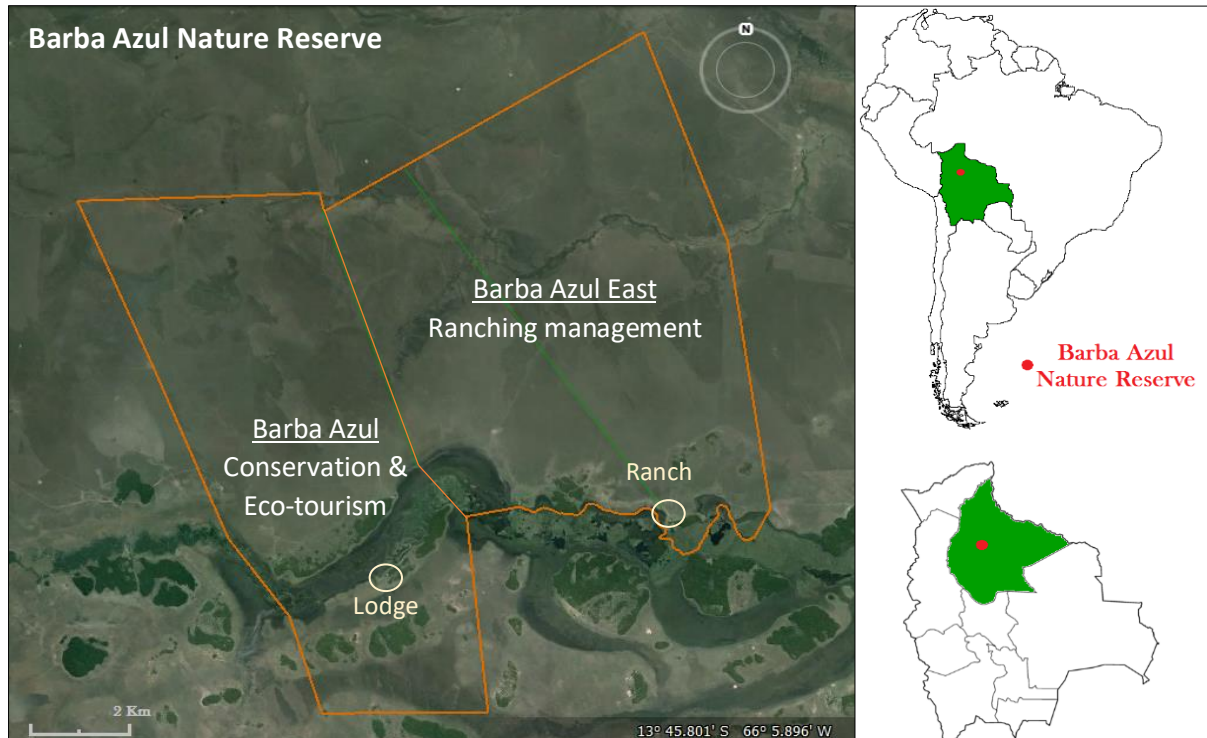 Barba Azul Nature Reserve
N
Barba Azul East
Ranching management
Barba Azul
Conservation &
Eco-tourism
Ranch
Lodge
2 Km
13° 45.801' S 66° 5.896' W
Barba Azul
Nature Reserve